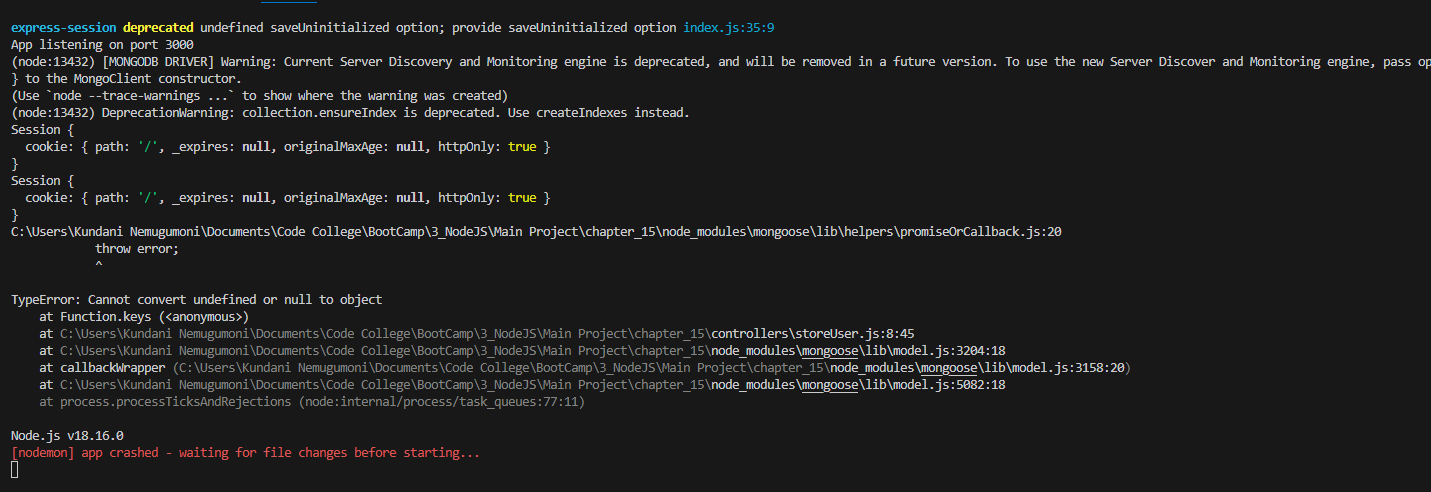 express-session deprecated undefined saveUninitialized option; provide saveUninitialized option index.js:35:9
App listening on port 3000
(node:13432) [MONGODB DRIVER] Warning: Current Server Discovery and Monitoring engine is deprecated, and will be removed in a future version. To use the new Server Discover and Monitoring engine, pass op
} to the MongoClient constructor.
(Use `node --trace-warnings ...` to show where the warning was created)
(node:13432) DeprecationWarning: collection.ensureIndex is deprecated. Use createIndexes instead.
Session {
  cookie: { path: '/', _expires: null, originalMaxAge: null, httpOnly: true }
}
Session {
  cookie: { path: '/', _expires: null, originalMaxAge: null, httpOnly: true }
}
C:\Users\Kundani Nemugumoni\Documents\Code College\BootCamp\3_NodeJS\Main Project\chapter_15\node_modules\mongoose\lib\helpers\promiseOrCallback.js:20
            throw error;
            ^
TypeError: Cannot convert undefined or null to object
    at Function.keys (<anonymous>)
    at C:\Users\Kundani Nemugumoni\Documents\Code College\BootCamp\3_NodeJS\Main Project\chapter_15\controllers\storeUser.js:8:45
    at C:\Users\Kundani Nemugumoni\Documents\Code College\BootCamp\3_NodeJS\Main Project\chapter_15\node_modules\mongoose\lib\model.js:3204:18
    at callbackWrapper (C:\Users\Kundani Nemugumoni\Documents\Code College\BootCamp\3_NodeJS\Main Project\chapter_15\node_modules\mongoose\lib\model.js:3158:20)
    at C:\Users\Kundani Nemugumoni\Documents\Code College\BootCamp\3_NodeJS\Main Project\chapter_15\node_modules\mongoose\lib\model.js:5082:18
    at process.processTicksAndRejections (node:internal/process/task_queues:77:11)
Node.js v18.16.0
[nodemon] app crashed - waiting for file changes before starting...